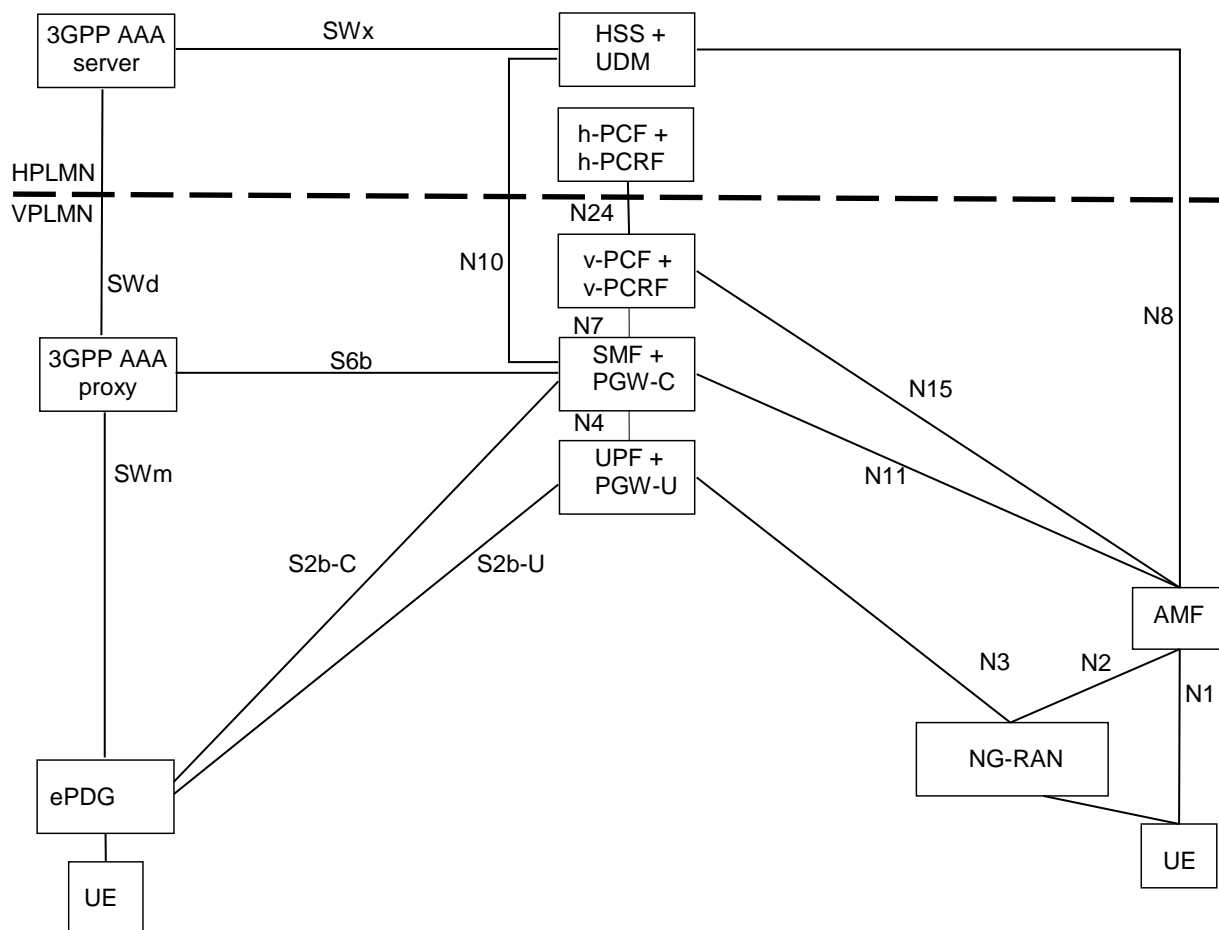 3GPP AAA
server
SWx
HSS +
UDM
h-PCF +
h-PCRF
HPLMN
VPLMN
N24
N10
v-PCF +
v-PCRF
SWd
N8
N7
3GPP AAA
proxy
S6b
SMF +
PGW-C
N15
N4
SWm
UPF +
PGW-U
N11
S2b-C
S2b-U
AMF
N3
N2
N1
NG-RAN
ePDG
UE
UE